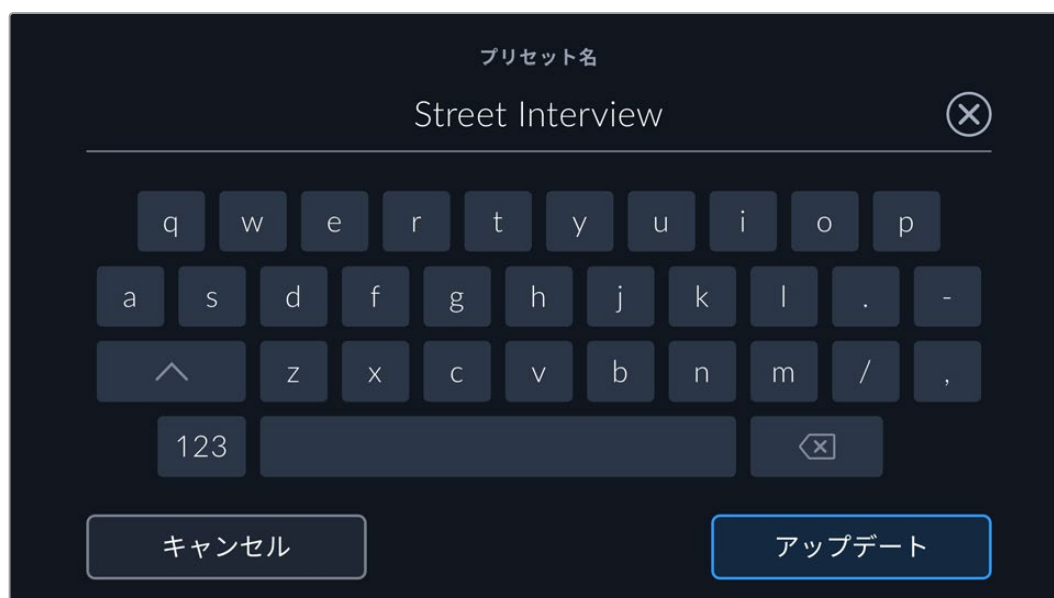 プリセット名
Street Interview
q w e r t y u i o p
a s d f g h j k l . -
z x c v b n m / ,
123
キャンセル アップデート